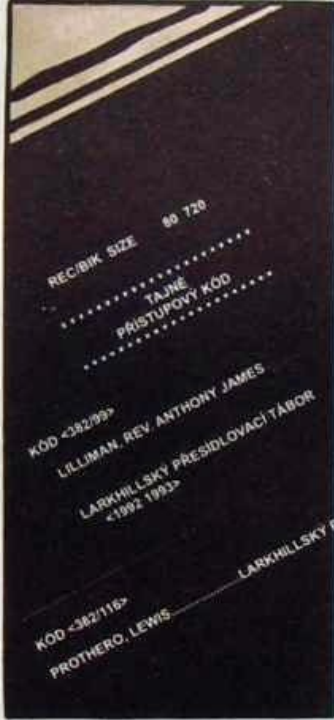 REC/BIK SIZE 80 720
TAJNÉ
PŘÍSTUPOVÝ KÓD
KÓD <382/99>
LILLIMAN, REV. ANTHONY JAMES
LARKHILLSKÝ PŘESÍDLOVACÍ TÁBOR
<1992 1993>
KÓD <382/116>
PROTHERO, LEWIS LARKHILLSKÝ